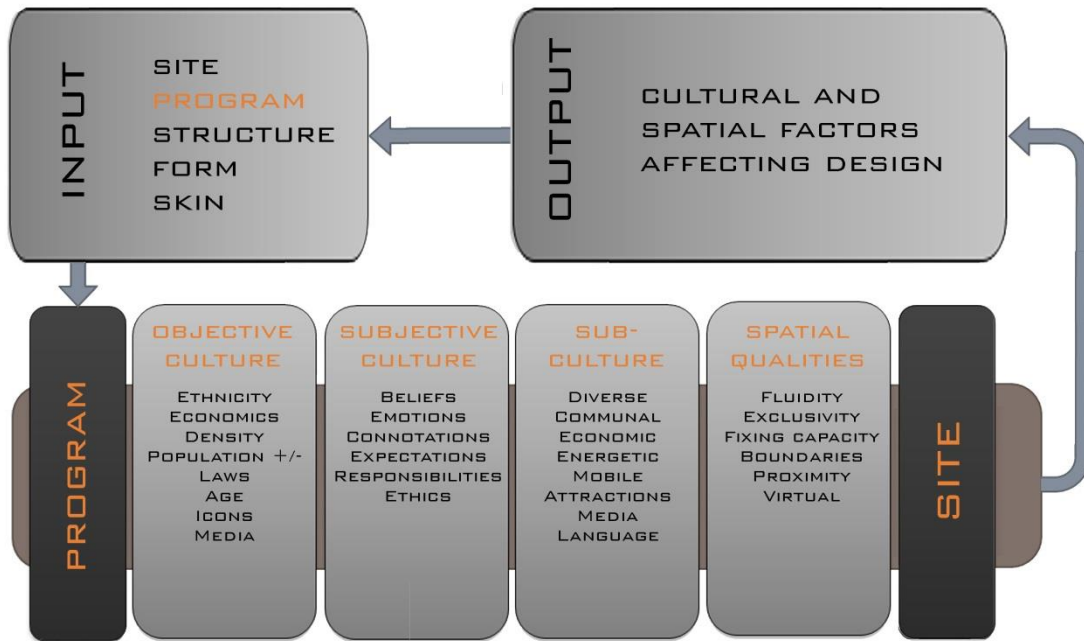 INPUT
SITE
PROGRAM
STRUCTURE
FORM
SKIN
OUTPUT
CULTURAL AND
SPATIAL FACTORS
AFFECTING DESIGN
PROGRAM
OBJECTIVE
CULTURE
ETHNICITY
ECONOMICS
DENSITY
POPULATION +/-
LAWS
AGE
ICONS
MEDIA
SUBJECTIVE
CULTURE
BELIEFS
EMOTIONS
CONNOTATIONS
EXPECTATIONS
RESPONSIBILITIES
ETHICS
SUB-
CULTURE
DIVERSE
COMMUNAL
ECONOMIC
ENERGETIC
MOBILE
ATTRACTIONS
MEDIA
LANGUAGE
SPATIAL
QUALITIES
FLUIDITY
EXCLUSIVITY
FIXING CAPACITY
BOUNDARIES
PROXIMITY
VIRTUAL
SITE